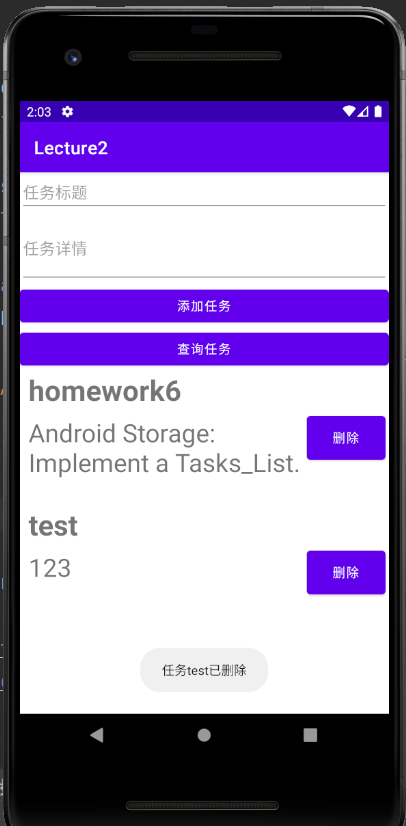 2:03
Lecture2
任务标题
任务详情
添加任务
查询任务
homework6
Android Storage:
Implement a Tasks_List.
删除
test
123
删除
任务test已删除